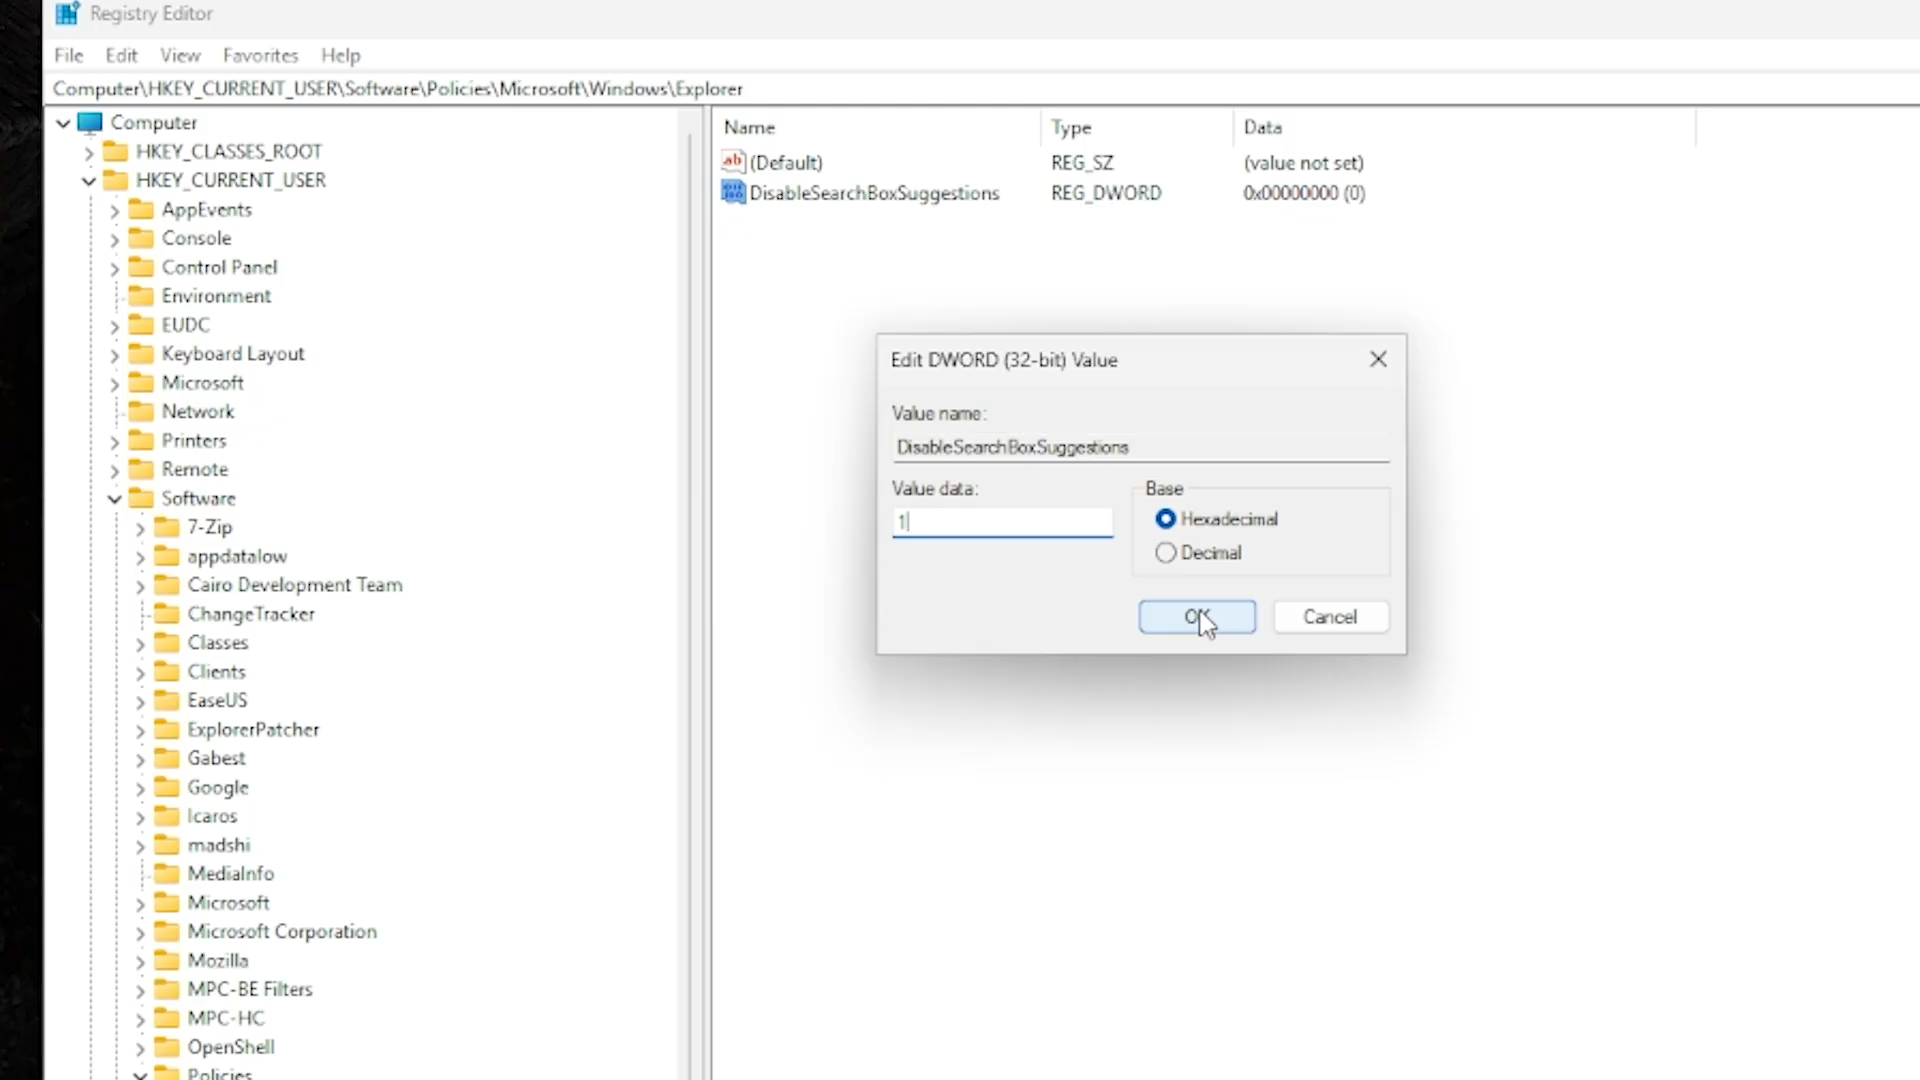 Registry Editor
File Edit View Favorites Help
Computer\HKEY_CURRENT_USER\Software\Policies\Microsoft\Windows\Explorer
Computer
HKEY_CLASSES_ROOT
HKEY_CURRENT_USER
AppEvents
Console
Control Panel
Environment
EUDC
Keyboard Layout
Microsoft
Network
Printers
Remote
Software
7-Zip
appdatalow
Cairo Development Team
ChangeTracker
Classes
Clients
EaseUS
ExplorerPatcher
Gabest
Google
Icaros
madshi
MediaInfo
Microsoft
Microsoft Corporation
Mozilla
MPC-BE Filters
MPC-HC
OpenShell
Policies
Name Type Data
(Default) REG_SZ (value not set)
DisableSearchBoxSuggestions REG_DWORD 0x00000000 (0)
Edit DWORD (32-bit) Value
Value name:
DisableSearchBoxSuggestions
Value data:
1
Base
Hexadecimal
Decimal
OK Cancel